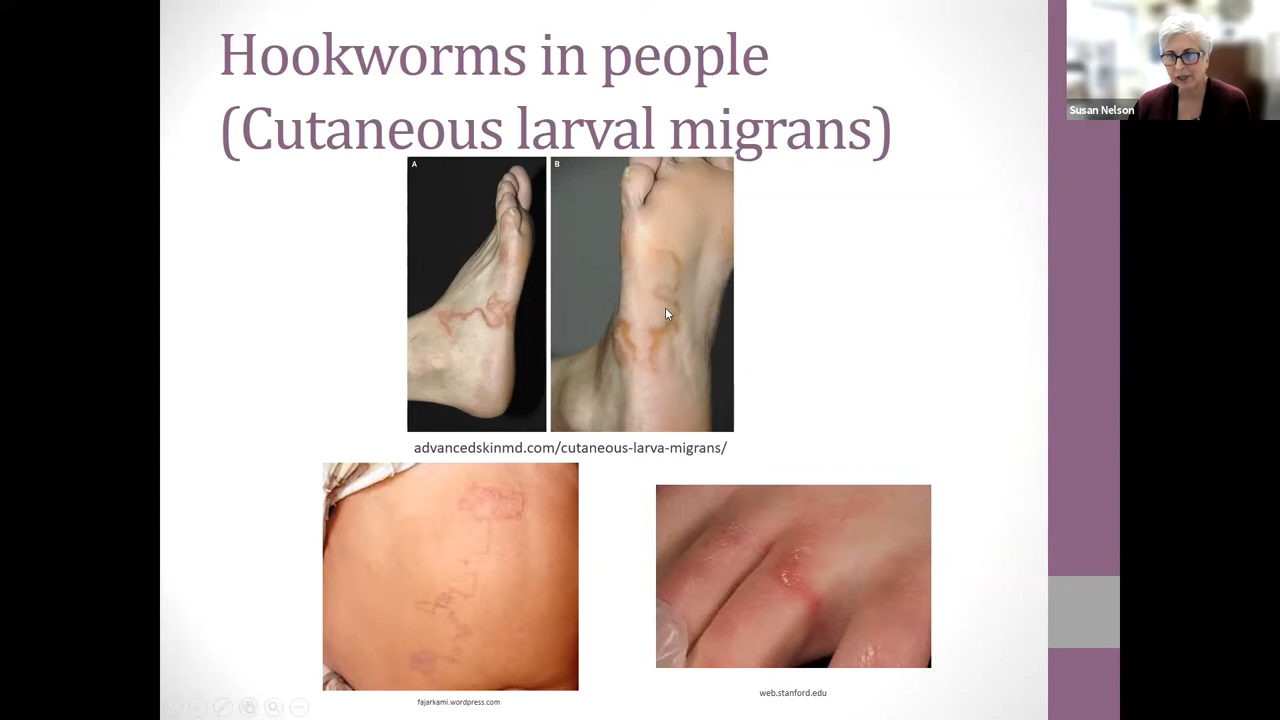 Hookworms in people
(Cutaneous larval migrans)
Susan Nelson
A
B
advancedskinmd.com/cutaneous-larva-migrans/
fajarkami.wordpress.com
web.stanford.edu